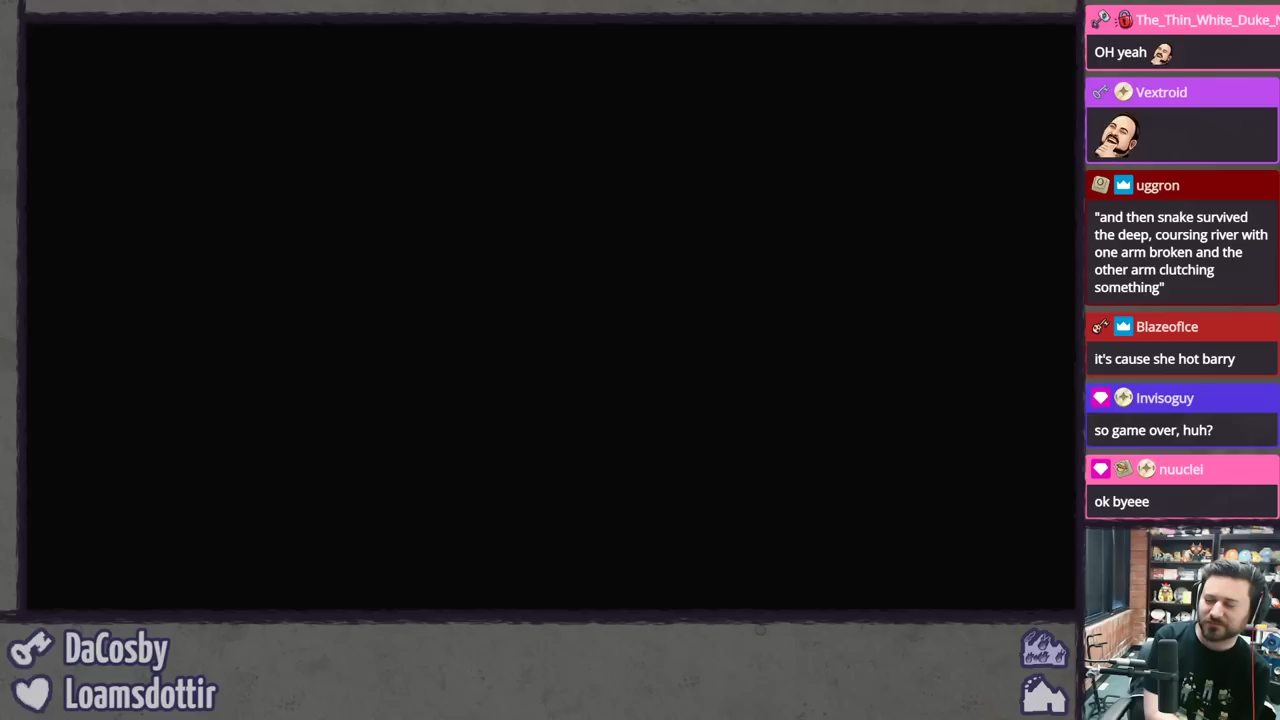 The_Thin_White_Duke_
OH yeah
Vextroid
uggron
"and then snake survived
the deep, coursing river with
one arm broken and the
other arm clutching
something"
BlazeofIce
it's cause she hot barry
Invisoguy
so game over, huh?
nuuclei
ok byeee
DaCosby
Loamsdottir